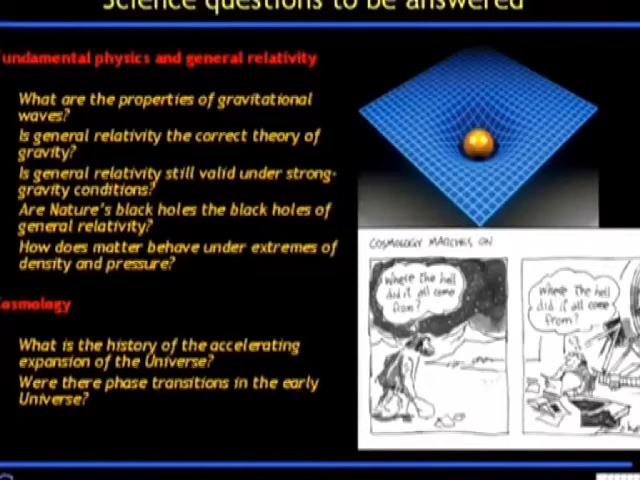 Science questions to be answered
Fundamental physics and general relativity
What are the properties of gravitational
waves?
Is general relativity the correct theory of
gravity?
Is general relativity still valid under strong-
gravity conditions?
Are Nature's black holes the black holes of
general relativity?
How does matter behave under extremes of
density and pressure?
Cosmology
What is the history of the accelerating
expansion of the Universe?
Were there phase transitions in the early
Universe?
COSMOLOGY MARCHES ON
Where the hell
did it all come
from?
Where the hell
did it all come
from?